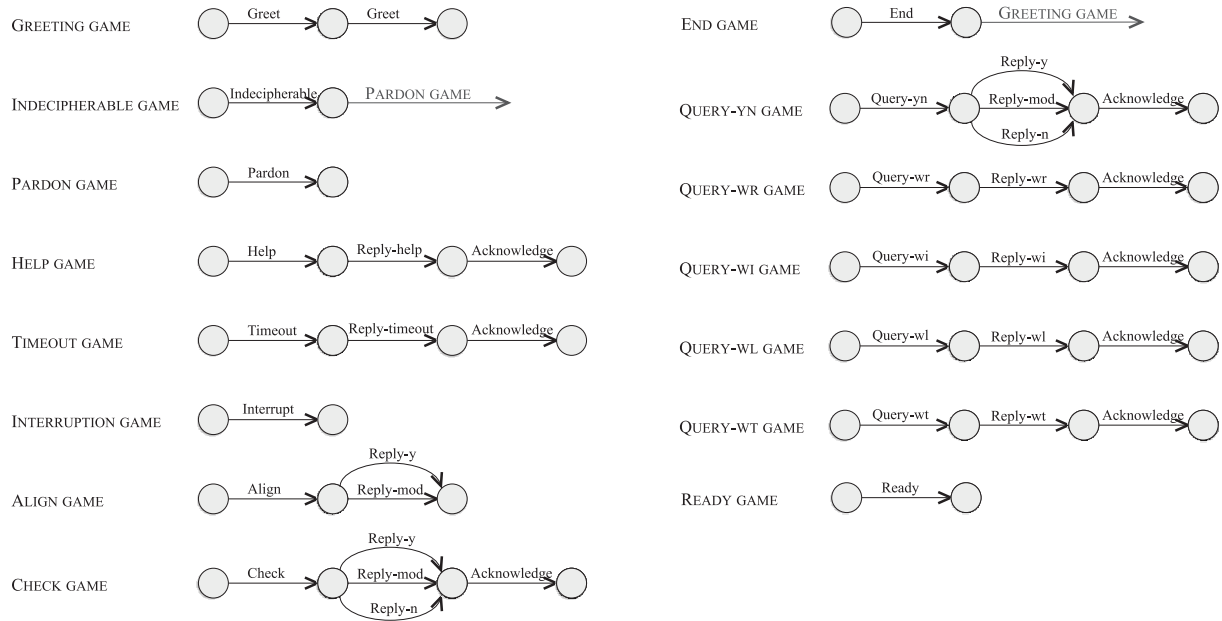 GREETING GAME Greet Greet
INDECIPHERABLE GAME Indecipherable PARDON GAME
PARDON GAME Pardon
HELP GAME Help Reply-help Acknowledge
TIMEOUT GAME Timeout Reply-timeout Acknowledge
INTERRUPTION GAME Interrupt
Reply-y
ALIGN GAME Align Reply-mod
Reply-y
CHECK GAME Check Reply-mod Acknowledge
Reply-n
END GAME End GREETING GAME
Reply-y
QUERY-YN GAME Query-yn Reply-mod Acknowledge
Reply-n
QUERY-WR GAME Query-wr Reply-wr Acknowledge
QUERY-WI GAME Query-wi Reply-wi Acknowledge
QUERY-WL GAME Query-wl Reply-wl Acknowledge
QUERY-WT GAME Query-wt Reply-wt Acknowledge
READY GAME Ready